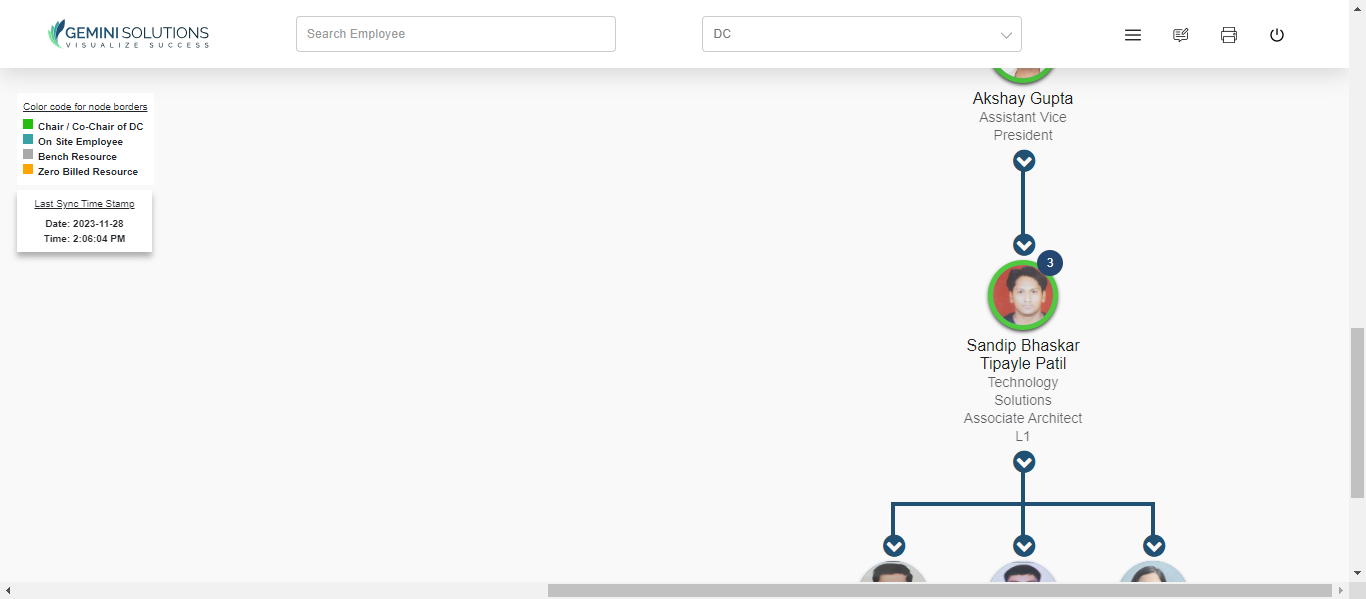 GEMINI SOLUTIONS
VISUALIZE SUCCESS
Search Employee
DC
Color code for node borders
Chair / Co-Chair of DC
On Site Employee
Bench Resource
Zero Billed Resource
Last Sync Time Stamp
Date: 2023-11-28
Time: 2:06:04 PM
Akshay Gupta
Assistant Vice
President
3
Sandip Bhaskar
Tipayle Patil
Technology
Solutions
Associate Architect
L1